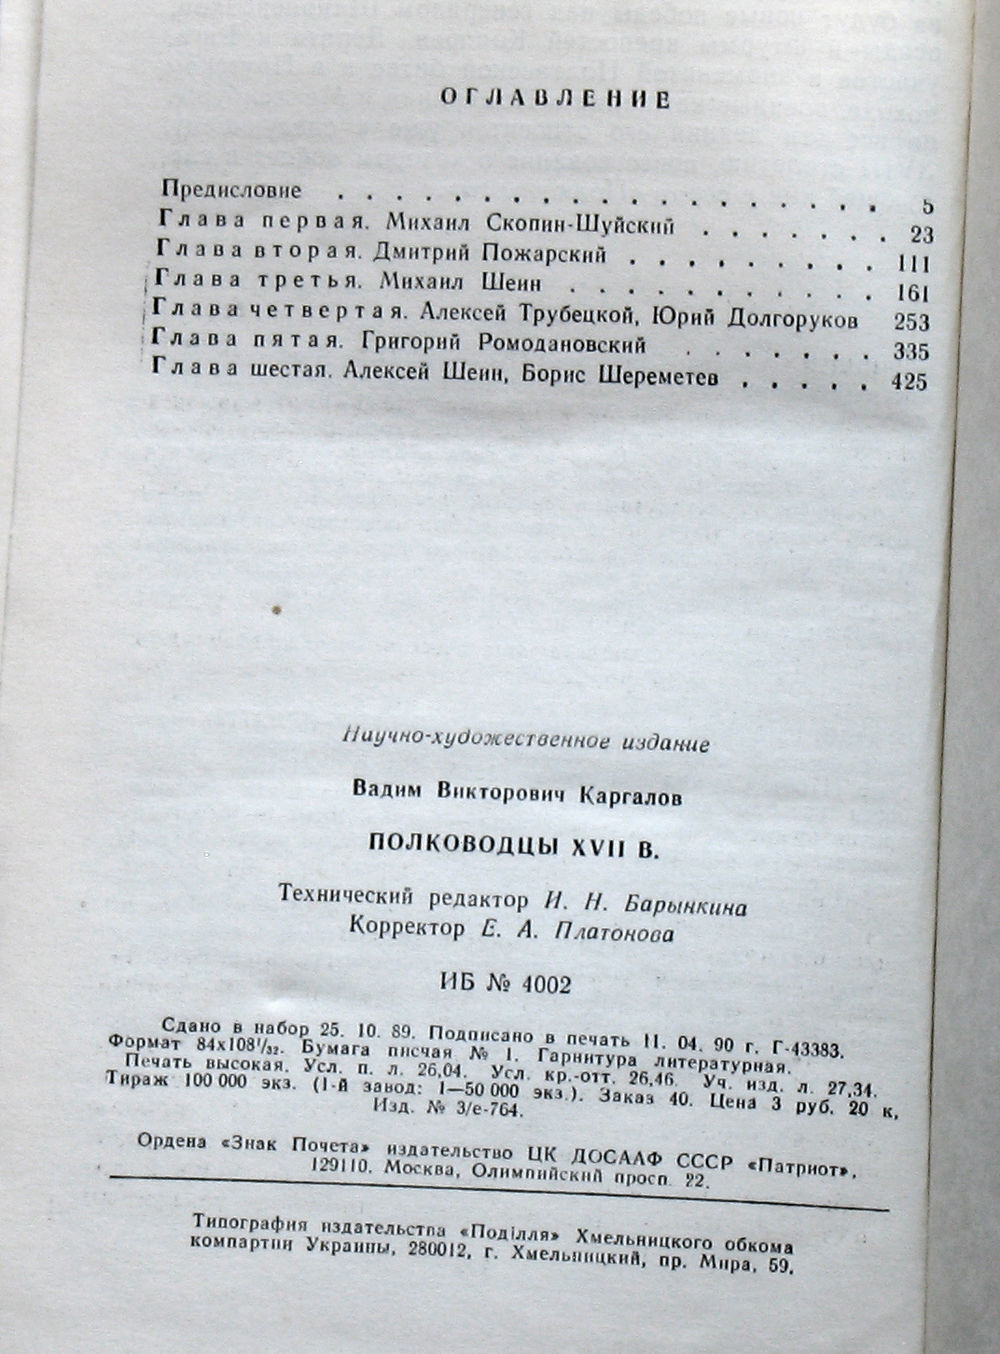 ОГЛАВЛЕНИЕ
Предисловие . . . . . . . . . . . . . . . . . . . 5
Глава первая. Михаил Скопин-Шуйский . . . . . . . 23
Глава вторая. Дмитрий Пожарский . . . . . . . . . 111
Глава третья. Михаил Шеин . . . . . . . . . . . 161
Глава четвертая. Алексей Трубецкой, Юрий Долгоруков 253
Глава пятая. Григорий Ромодановский . . . . . . . 335
Глава шестая. Алексей Шеин, Борис Шереметев . . . . . 425
Научно-художественное издание
Вадим Викторович Каргалов
ПОЛКОВОДЦЫ XVII В.
Технический редактор И. Н. Барынкина
Корректор Е. А. Платонова
ИБ № 4002
Сдано в набор 25. 10. 89. Подписано в печать 11. 04. 90 г. Г-43383.
Формат 84х108¹/₃₂. Бумага писчая № 1. Гарнитура литературная.
Печать высокая. Усл. п. л. 26,04. Усл. кр.-отт. 26,46. Уч. изд. л. 27,34.
Тираж 100 000 экз. (1-й завод: 1—50 000 экз.). Заказ 40. Цена 3 руб. 20 к,
Изд. № 3/е-764.
Ордена «Знак Почета» издательство ЦК ДОСААФ СССР «Патриот».
129110. Москва, Олимпийский просп. 22.
Типография издательства «Поділля» Хмельницкого обкома
компартии Украины, 280012, г. Хмельницкий, пр. Мира, 59.